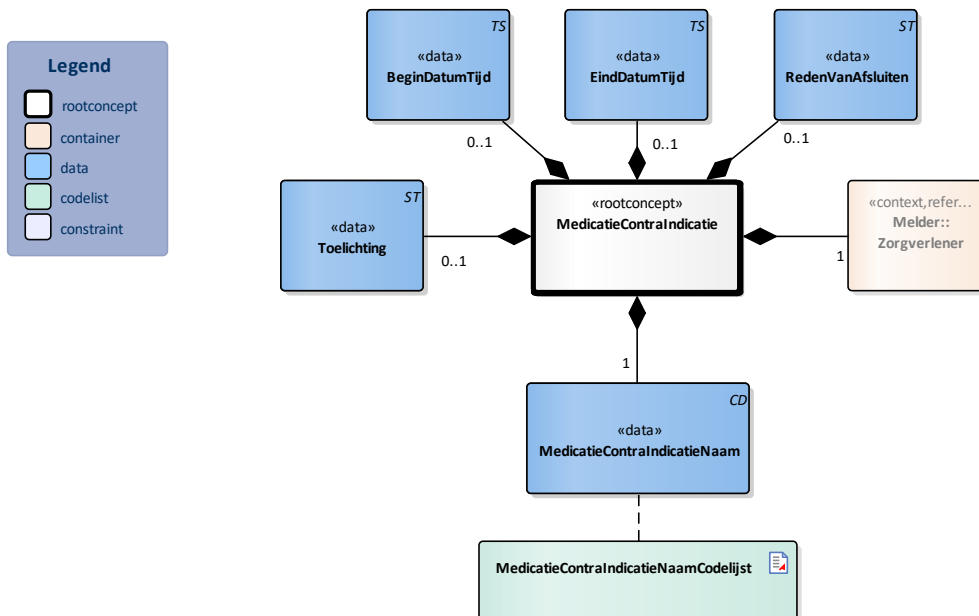 Legend
rootconcept
container
data
codelist
constraint
TS
«data»
BeginDatumTijd
0..1
TS
«data»
EindDatumTijd
0..1
ST
«data»
RedenVanAfsluiten
0..1
ST
«data»
Toelichting
0..1
«rootconcept»
MedicatieContraIndicatie
«context,refer...
Melder::
Zorgverlener
1
1
CD
«data»
MedicatieContraIndicatieNaam
MedicatieContraIndicatieNaamCodelijst